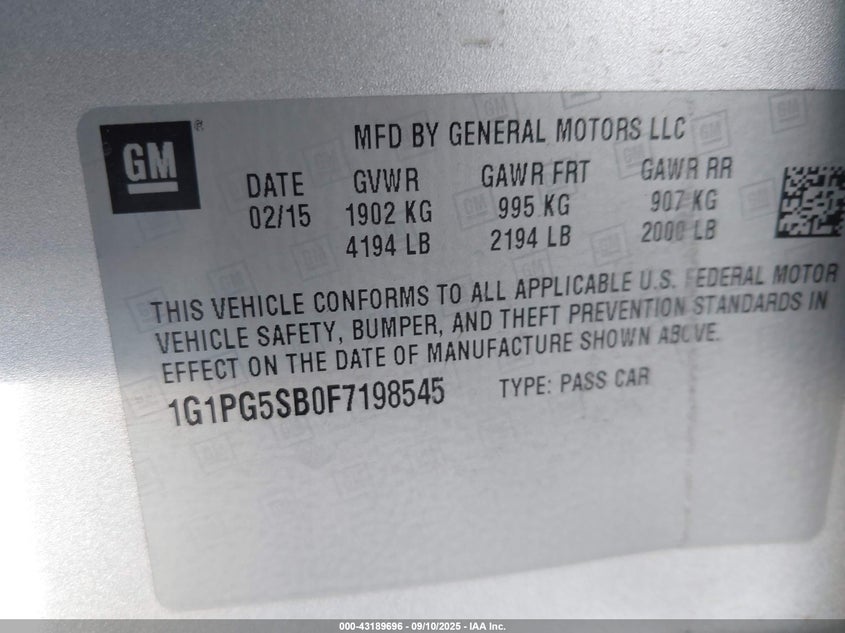 GM
MFD BY GENERAL MOTORS LLC
DATE GVWR GAWR FRT GAWR RR
02/15 1902 KG 995 KG 907 KG
4194 LB 2194 LB 2000 LB
THIS VEHICLE CONFORMS TO ALL APPLICABLE U.S. FEDERAL MOTOR
VEHICLE SAFETY, BUMPER, AND THEFT PREVENTION STANDARDS IN
EFFECT ON THE DATE OF MANUFACTURE SHOWN ABOVE.
1G1PG5SB0F7198545 TYPE: PASS CAR
000-43189696 - 09/10/2025 - IAA Inc.